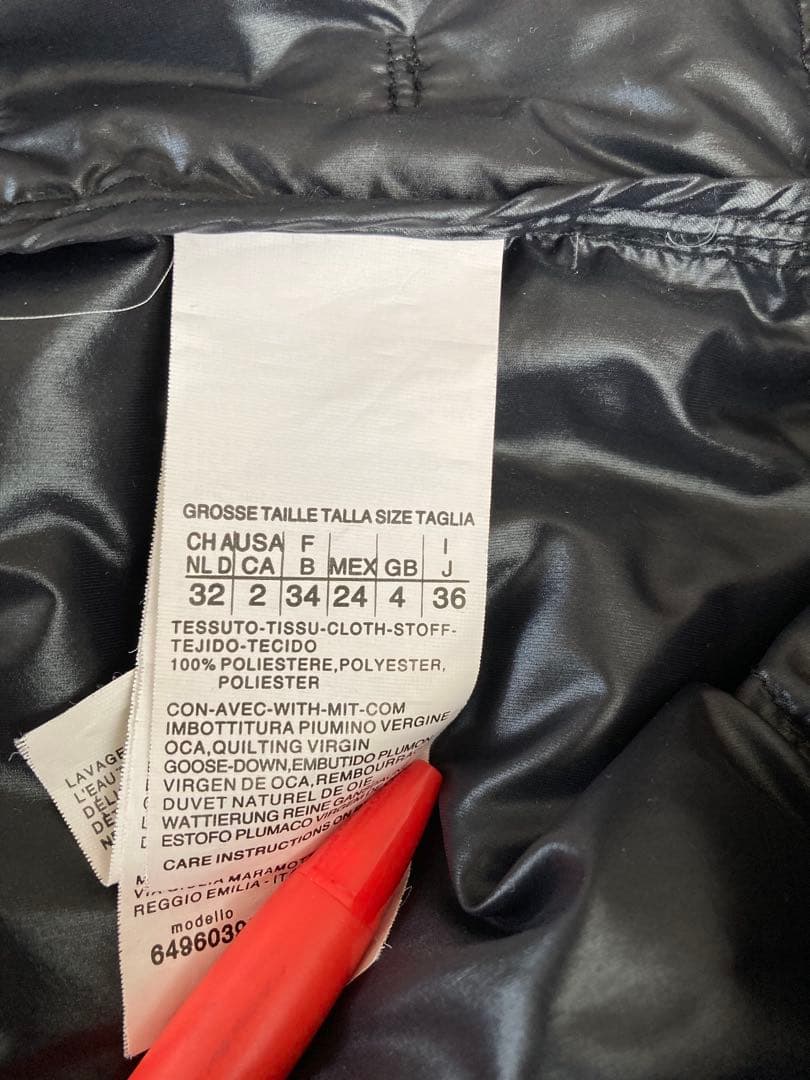 GROSSE TAILLE TALLA SIZE TAGLIA
CH A USA F I
NL D CA B MEX GB J
32 2 34 24 4 36
TESSUTO-TISSU-CLOTH-STOFF-
TEJIDO-TECIDO
100% POLIESTERE,POLYESTER,
POLIESTER
CON-AVEC-WITH-MIT-COM
IMBOTTITURA PIUMINO VERGINE
OCA,QUILTING VIRGIN
GOOSE-DOWN,EMBUTIDO
VIRGEN DE OCA,
DUVET NATUREL DE OIE
WATTIERUNG REINE
ESTOFO PLUMACO
CARE INSTRUCTIONS
REGGIO EMILIA -
modello
LAVAGE
L'EAU